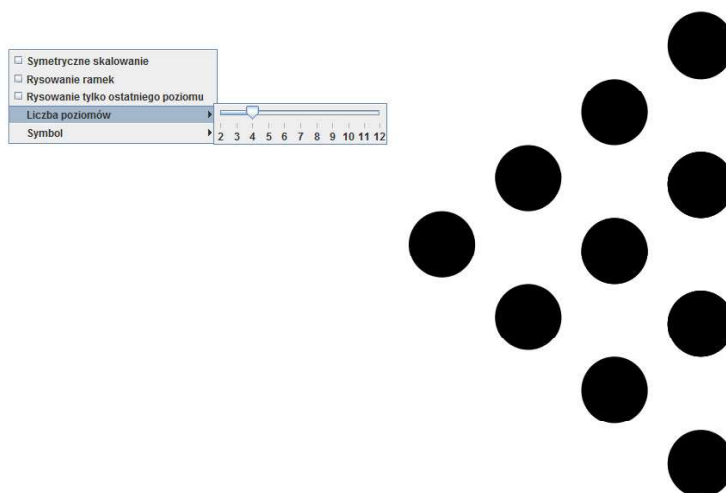 Symetryczne skalowanie
Rysowanie ramek
Rysowanie tylko ostatniego poziomu
Liczba poziomów
2 3 4 5 6 7 8 9 10 11 12
Symbol